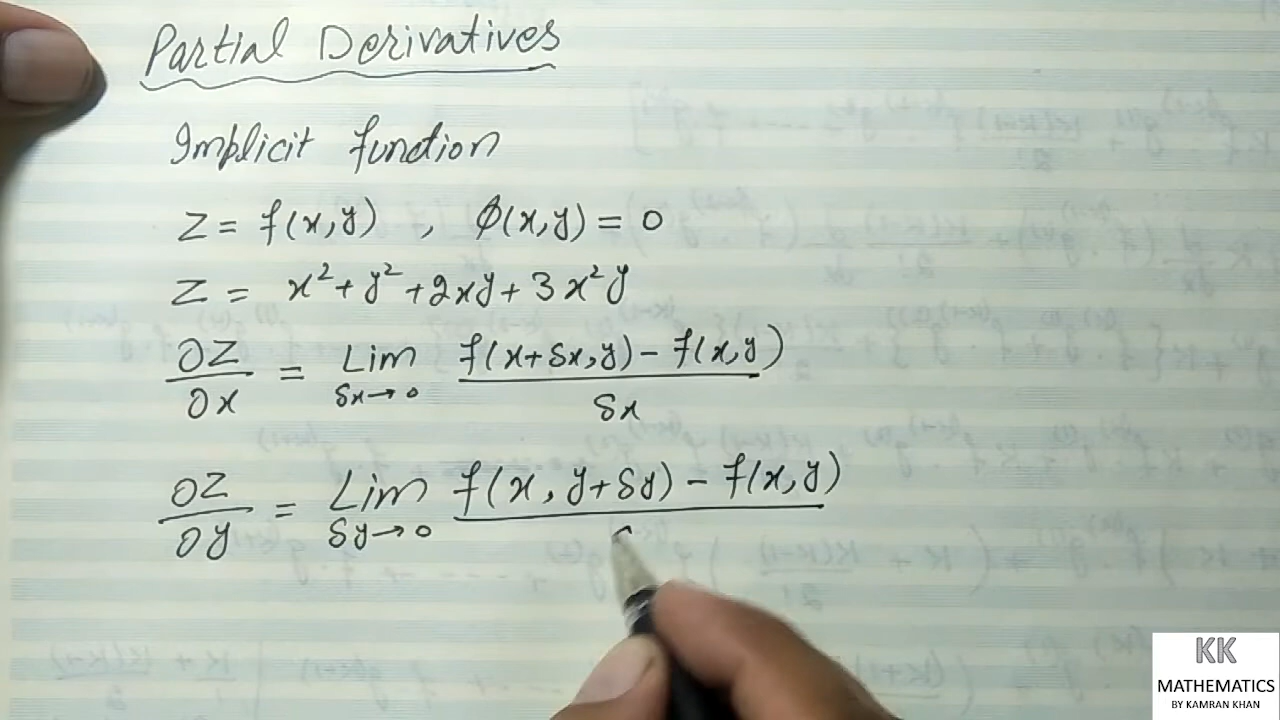 Partial Derivatives
Implicit function
Z = f(x,y) , φ(x,y) = 0
Z = x² + y² + 2xy + 3x²y
∂Z/∂x = Lim δx→0 f(x+δx,y) − f(x,y) / δx
∂Z/∂y = Lim δy→0 f(x, y+δy) − f(x,y)
KK
MATHEMATICS
BY KAMRAN KHAN